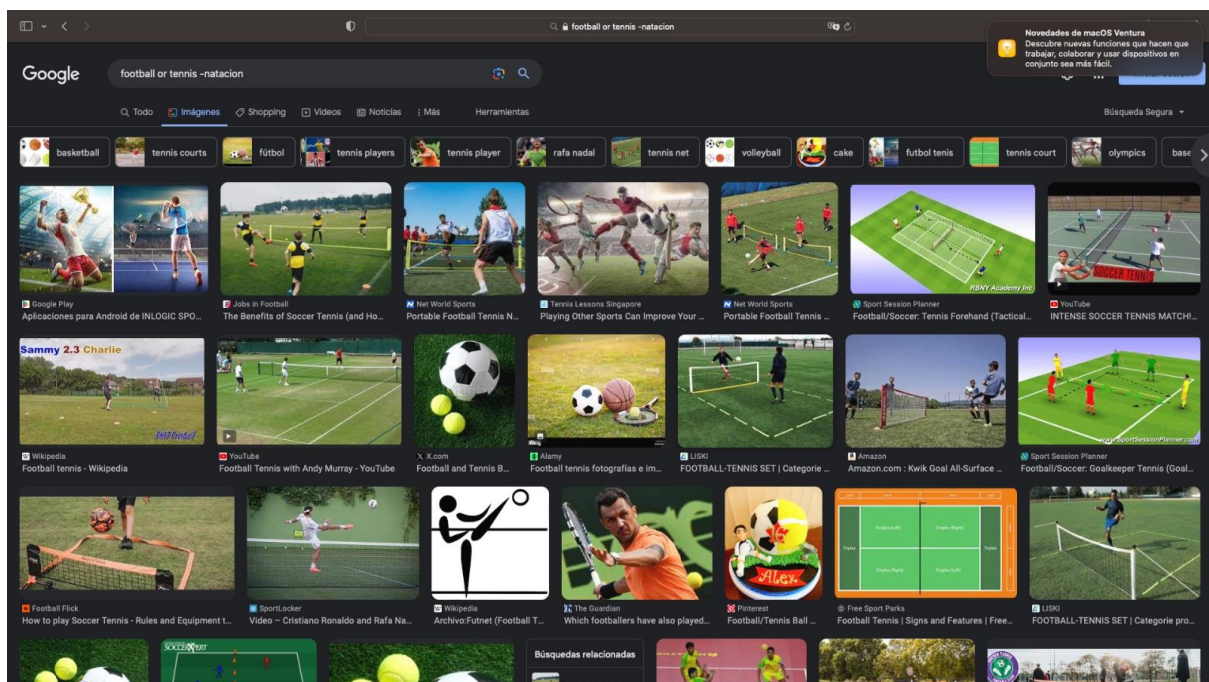 football or tennis -natacion
Novedades de macOS Ventura
Descubre nuevas funciones que hacen que
trabajar, colaborar y usar dispositivos en
conjunto sea más fácil.
Google
football or tennis -natacion
Todo Imágenes Shopping Videos Noticias Más Herramientas Búsqueda Segura
basketball tennis courts fútbol tennis players tennis player rafa nadal tennis net volleyball cake futbol tenis tennis court olympics base
RBNY Academy Inc
SOCCER TENNIS
Google Play Jobs in Football Net World Sports Tennis Lessons Singapore Net World Sports Sport Session Planner YouTube
Aplicaciones para Android de INLOGIC SPO... The Benefits of Soccer Tennis (and Ho... Portable Football Tennis N... Playing Other Sports Can Improve Your ... Portable Football Tennis ... Football/Soccer: Tennis Forehand (Tactical... INTENSE SOCCER TENNIS MATCH!...
Sammy 2.3 Charlie
www.SportSessionPlanner.com
Wikipedia YouTube X.com Alamy LISKI Amazon Sport Session Planner
Football tennis - Wikipedia Football Tennis with Andy Murray - YouTube Football and Tennis B... Football tennis fotografías e im... FOOTBALL-TENNIS SET | Categorie ... Amazon.com : Kwik Goal All-Surface ... Football/Soccer: Goalkeeper Tennis (Goal...
Alex
Football Flick SportLocker Wikipedia The Guardian Pinterest Free Sport Parks LISKI
How to play Soccer Tennis - Rules and Equipment t... Video – Cristiano Ronaldo and Rafa Na... Archivo:Futnet (Football T... Which footballers have also played... Football/Tennis Ball ... Football Tennis | Signs and Features | Free... FOOTBALL-TENNIS SET | Categorie pro...
Búsquedas relacionadas